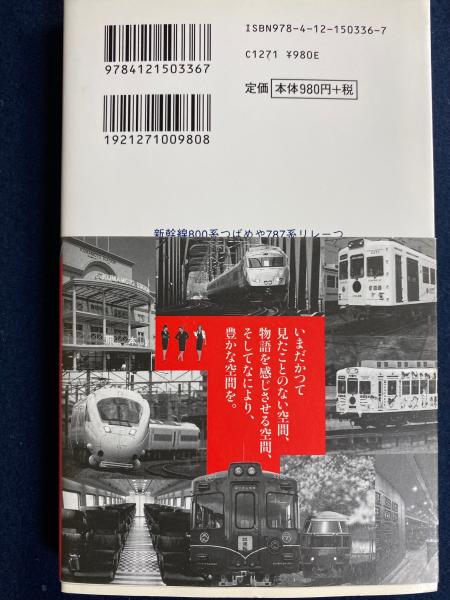 ISBN978-4-12-150336-7
C1271 ¥980E
定価 本体980円+税
9784121503367
1921271009808
新幹線800系つばめや787系リレーつ
いまだかつて
見たことのない空間、
物語を感じさせる空間、
そしてなにより、
豊かな空間を。